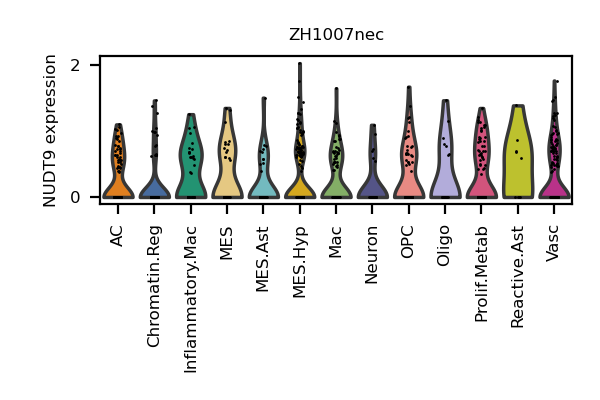 ZH1007nec
NUDT9 expression
2
0
AC
Chromatin.Reg
Inflammatory.Mac
MES
MES.Ast
MES.Hyp
Mac
Neuron
OPC
Oligo
Prolif.Metab
Reactive.Ast
Vasc